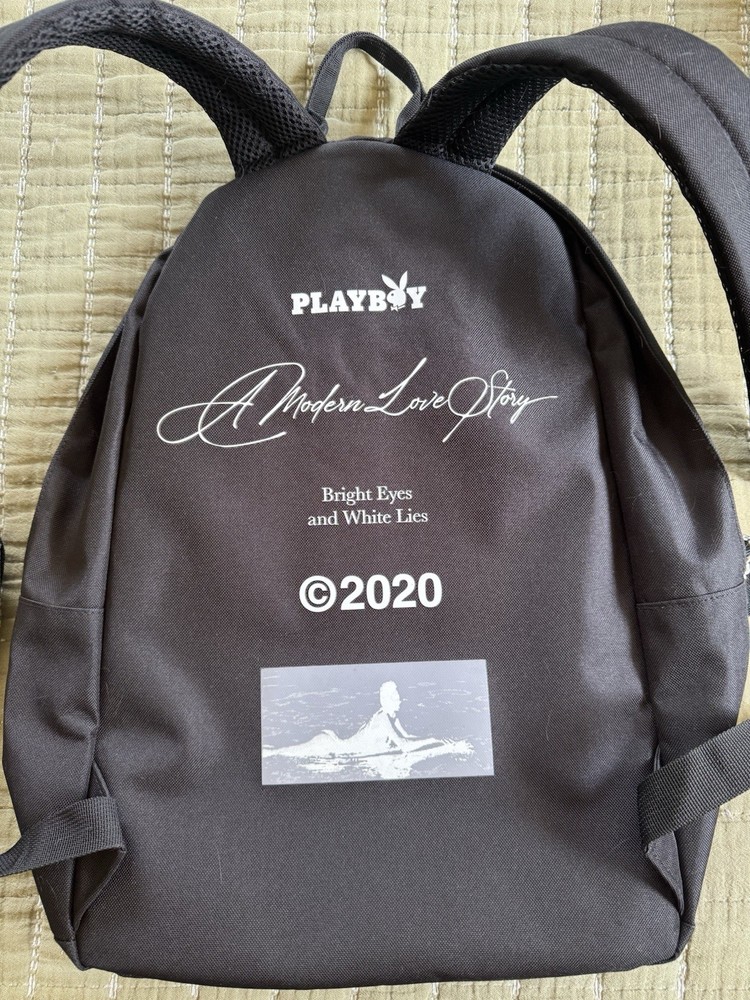 PLAYBOY
A Modern Love Story
Bright Eyes
and White Lies
©2020